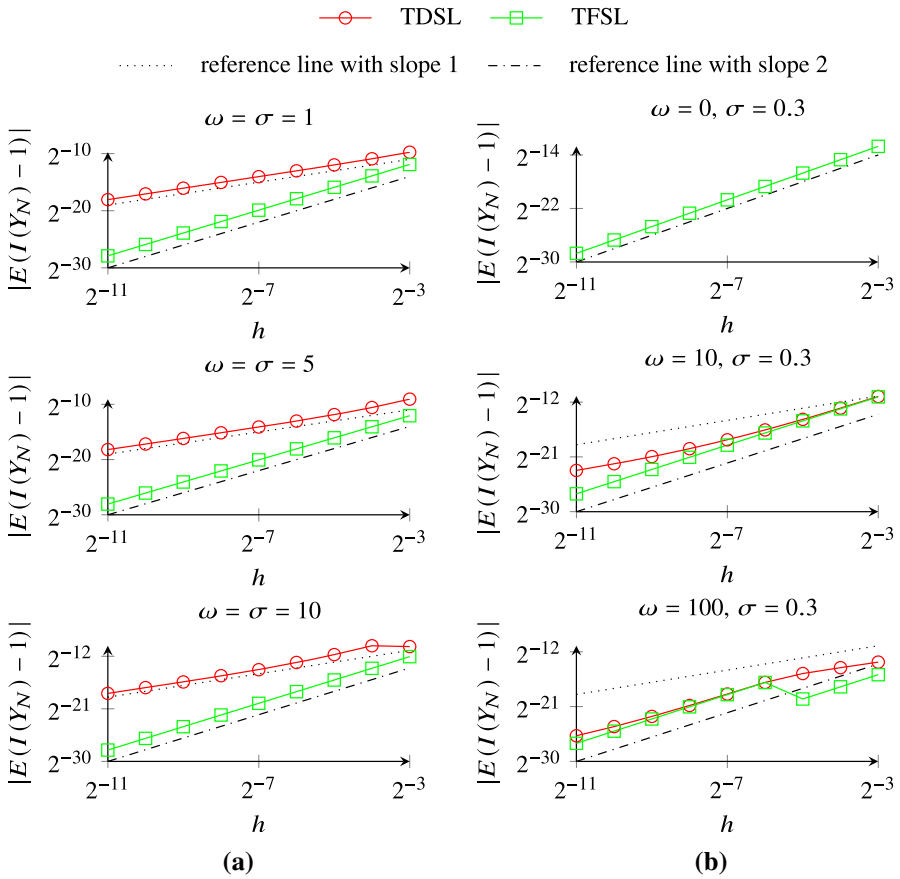 TDSL TFSL
reference line with slope 1 reference line with slope 2
ω = σ = 1
|E(I(Y_N) − 1)|
2^−10
2^−20
2^−30
2^−11 2^−7 2^−3
h
ω = 0, σ = 0.3
|E(I(Y_N) − 1)|
2^−14
2^−22
2^−30
2^−11 2^−7 2^−3
h
ω = σ = 5
|E(I(Y_N) − 1)|
2^−10
2^−20
2^−30
2^−11 2^−7 2^−3
h
ω = 10, σ = 0.3
|E(I(Y_N) − 1)|
2^−12
2^−21
2^−30
2^−11 2^−7 2^−3
h
ω = σ = 10
|E(I(Y_N) − 1)|
2^−12
2^−21
2^−30
2^−11 2^−7 2^−3
h
ω = 100, σ = 0.3
|E(I(Y_N) − 1)|
2^−12
2^−21
2^−30
2^−11 2^−7 2^−3
h
(a) (b)